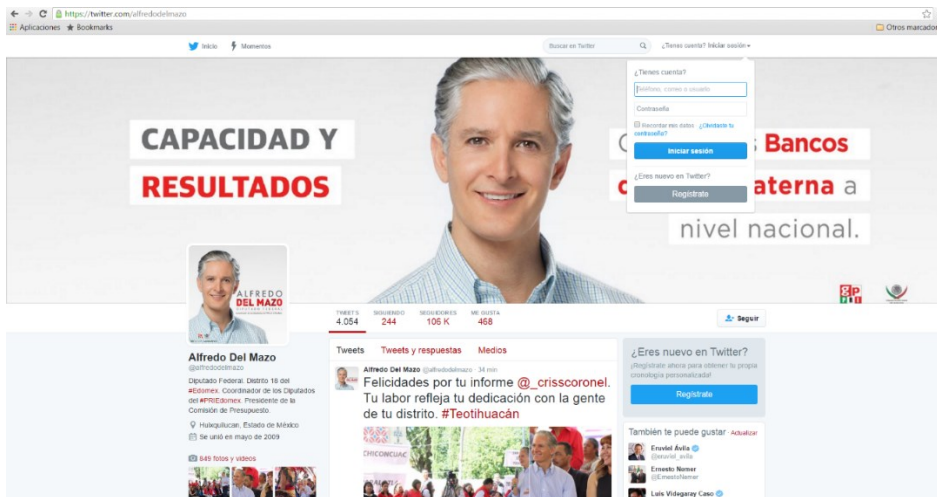 https://twitter.com/alfredodelmazo
Aplicaciones Bookmarks Otros marcador
Inicio Momentos Buscar en Twitter ¿Tienes cuenta? Iniciar sesión
¿Tienes cuenta?
Teléfono, correo o usuario
Contraseña
Recordar mis datos · ¿Olvidaste tu
contraseña?
Iniciar sesión
¿Eres nuevo en Twitter?
Regístrate
CAPACIDAD Y
RESULTADOS
Bancos
aterna a
nivel nacional.
ALFREDO
DEL MAZO
TWEETS SIGUIENDO SEGUIDORES ME GUSTA
4.054 244 106 K 468
Seguir
Alfredo Del Mazo
@alfredodelmazo
Diputado Federal. Distrito 18 del
#Edomex. Coordinador de los Diputados
del #PRIEdomex. Presidente de la
Comisión de Presupuesto.
Huixquilucan, Estado de México
Se unió en mayo de 2009
649 fotos y videos
Tweets Tweets y respuestas Medios
Alfredo Del Mazo @alfredodelmazo · 34 min
Felicidades por tu informe @_crisscoronel.
Tu labor refleja tu dedicación con la gente
de tu distrito. #Teotihuacán
CHICONCUAC
¿Eres nuevo en Twitter?
¡Regístrate ahora para obtener tu propia
cronología personalizada!
Regístrate
También te puede gustar · Actualizar
Eruviel Ávila
@eruviel_avila
Ernesto Nemer
@ErnestoNemer
Luis Videgaray Caso